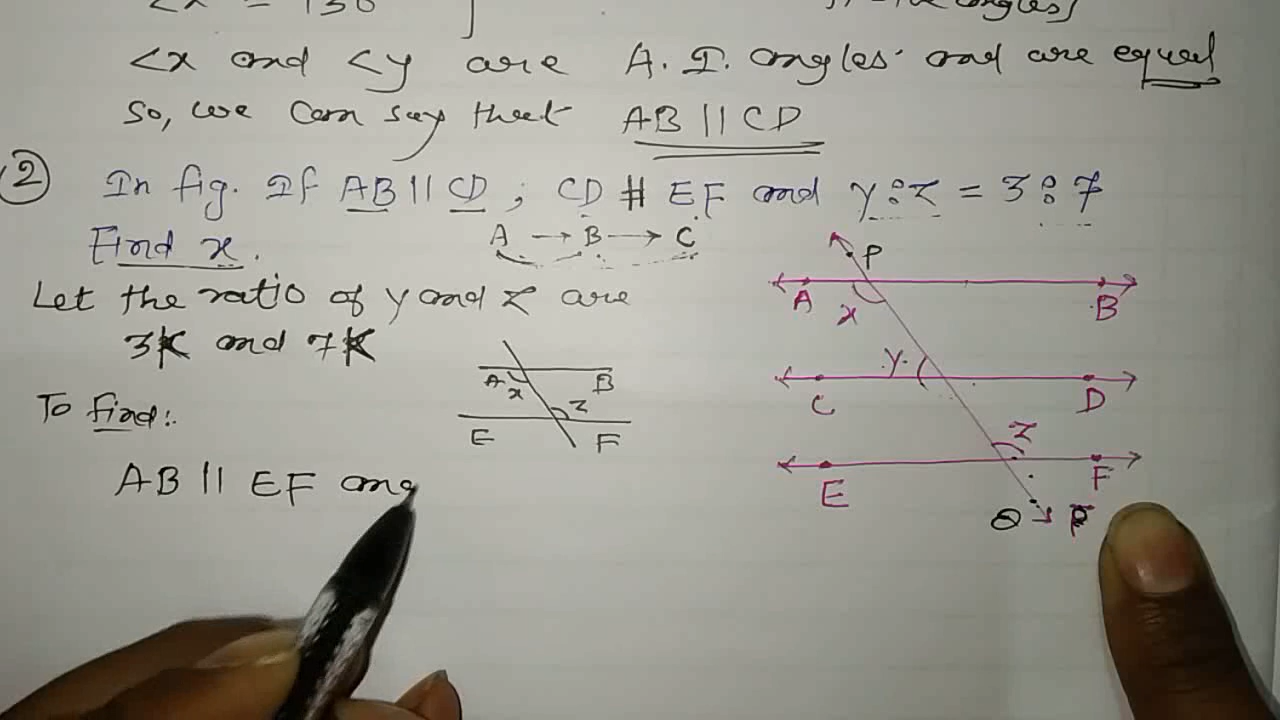 <x = 130
angles)
<x and <y are A. I. angles and are equal
so, we can say that AB || CD
(2) In fig. If AB || CD ; CD || EF and y : z = 3 : 7
Find x.
A → B → C
Let the ratio of y and z are
3K and 7K
To find:
AB || EF and
A B
x
z
E F
P
A B
x
y
C D
z
E F
Q